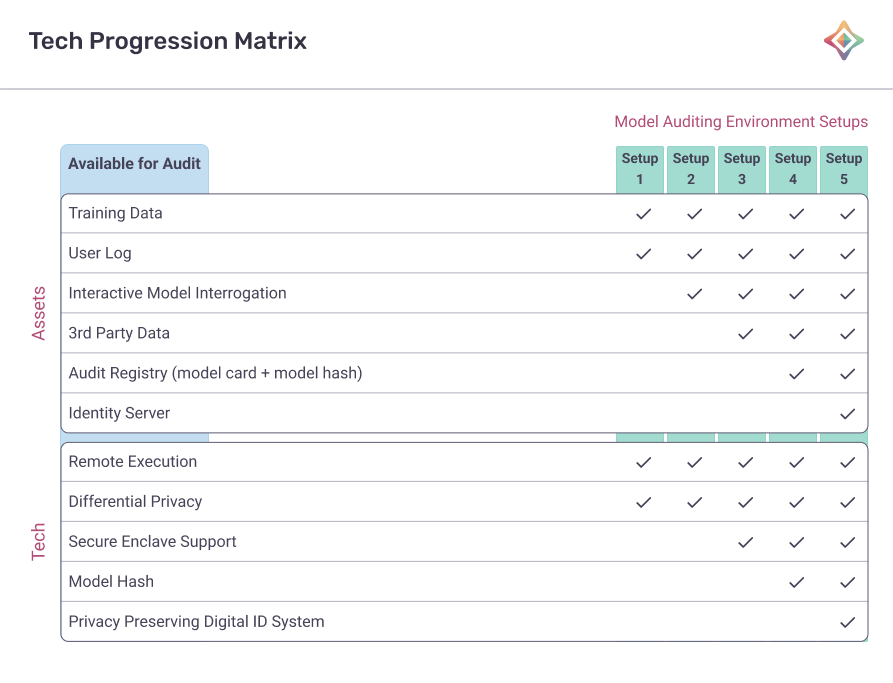 Tech Progression Matrix
Model Auditing Environment Setups
Available for Audit
Setup 1
Setup 2
Setup 3
Setup 4
Setup 5
Assets
Training Data ✓ ✓ ✓ ✓ ✓
User Log ✓ ✓ ✓ ✓ ✓
Interactive Model Interrogation ✓ ✓ ✓ ✓
3rd Party Data ✓ ✓ ✓
Audit Registry (model card + model hash) ✓ ✓
Identity Server ✓
Tech
Remote Execution ✓ ✓ ✓ ✓ ✓
Differential Privacy ✓ ✓ ✓ ✓ ✓
Secure Enclave Support ✓ ✓ ✓
Model Hash ✓ ✓
Privacy Preserving Digital ID System ✓